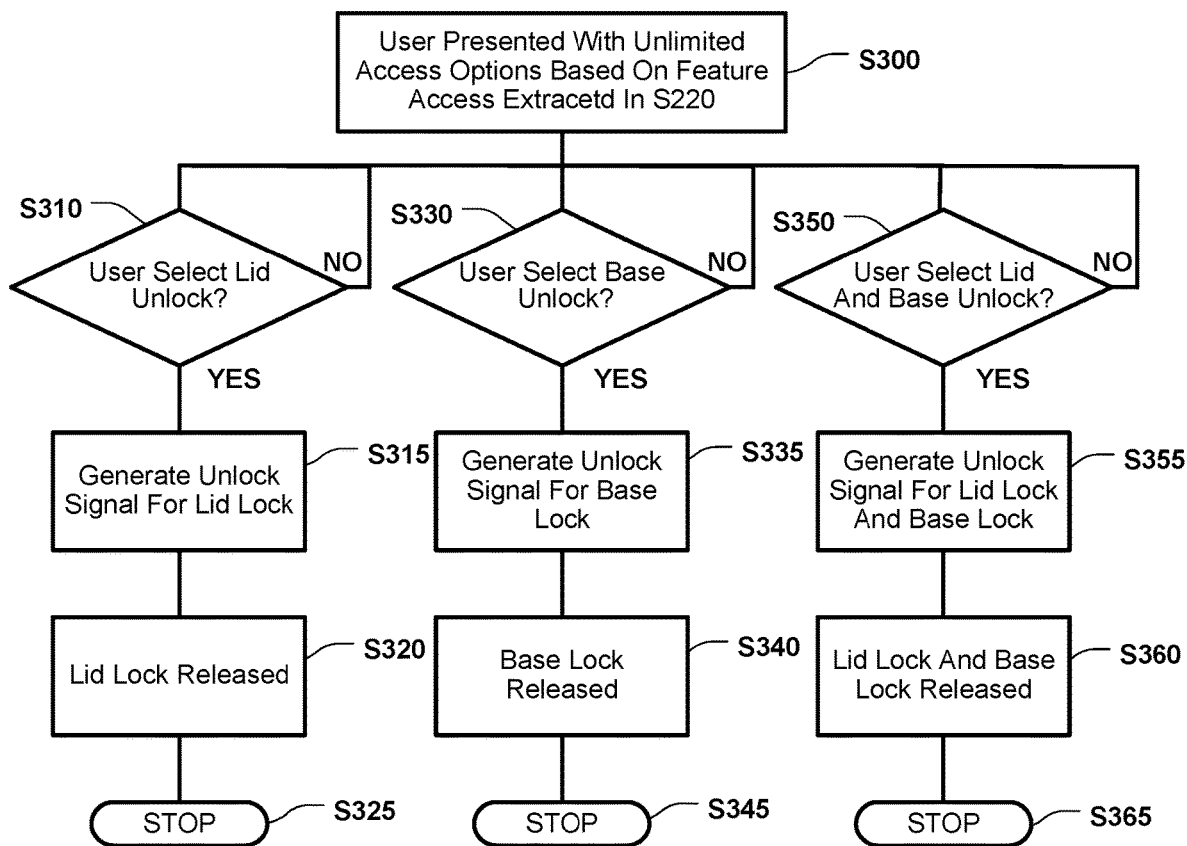 User Presented With Unlimited
Access Options Based On Feature
Access Extracetd In S220
S300
S310
User Select Lid
Unlock?
NO
YES
S330
User Select Base
Unlock?
NO
YES
S350
User Select Lid
And Base Unlock?
NO
YES
Generate Unlock
Signal For Lid Lock
S315
Generate Unlock
Signal For Base
Lock
S335
Generate Unlock
Signal For Lid Lock
And Base Lock
S355
Lid Lock Released
S320
Base Lock
Released
S340
Lid Lock And Base
Lock Released
S360
STOP
S325
STOP
S345
STOP
S365